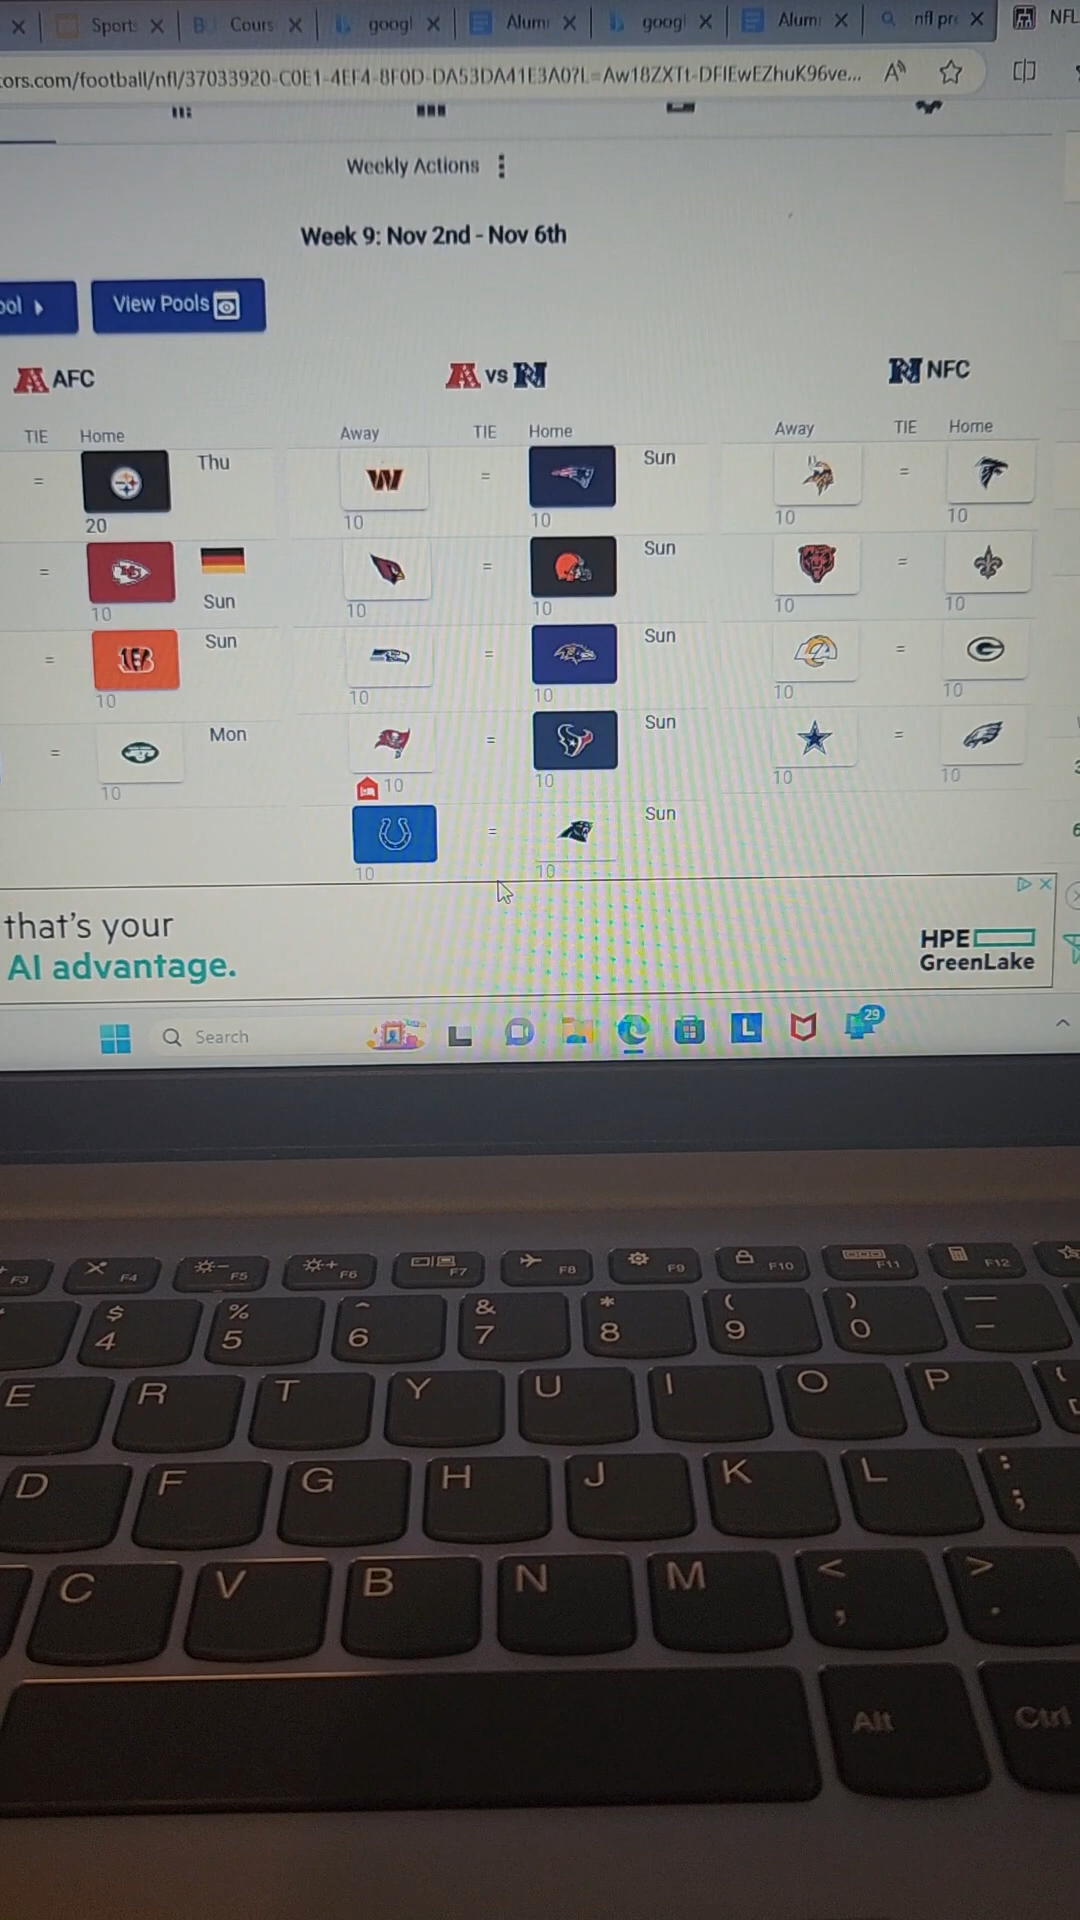 Sports
Cours
googl
Alum
googl
Alum
nfl pr
NFL
tors.com/football/nfl/37033920-C0E1-4EF4-8F0D-DA53DA41E3A0?L=Aw18ZXTt-DFIEwEZhuK96ve...
Weekly Actions
Week 9: Nov 2nd - Nov 6th
ool
View Pools
AFC
vs
NFC
TIE Home
Away TIE Home
Away TIE Home
= Thu
20
= Sun
10 10
=
10 10
= Sun
10
= Sun
10 10
=
10 10
= Sun
10
= Sun
10 10
=
10 10
= Mon
10
= Sun
10 10
=
10 10
= Sun
10 10
that's your
AI advantage.
HPE
GreenLake
Search
L
29
F3 F4 F5 F6 F7 F8 F9 F10 F11 F12
$ % ^ & * ( ) —
4 5 6 7 8 9 0 -
E R T Y U I O P {
[
D F G H J K L :
;
C V B N M < >
, .
Alt Ctrl